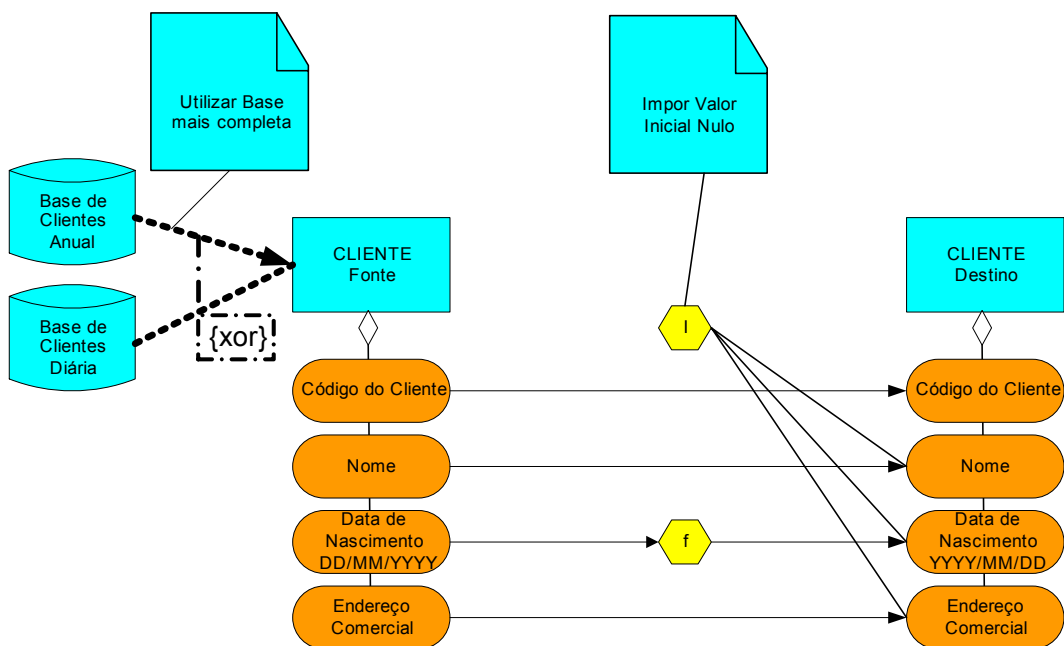 Utilizar Base
mais completa
Impor Valor
Inicial Nulo
Base de
Clientes
Anual
CLIENTE
Fonte
CLIENTE
Destino
Base de
Clientes
Diária
{xor}
I
Código do Cliente
Código do Cliente
Nome
Nome
Data de
Nascimento
DD/MM/YYYY
f
Data de
Nascimento
YYYY/MM/DD
Endereço
Comercial
Endereço
Comercial